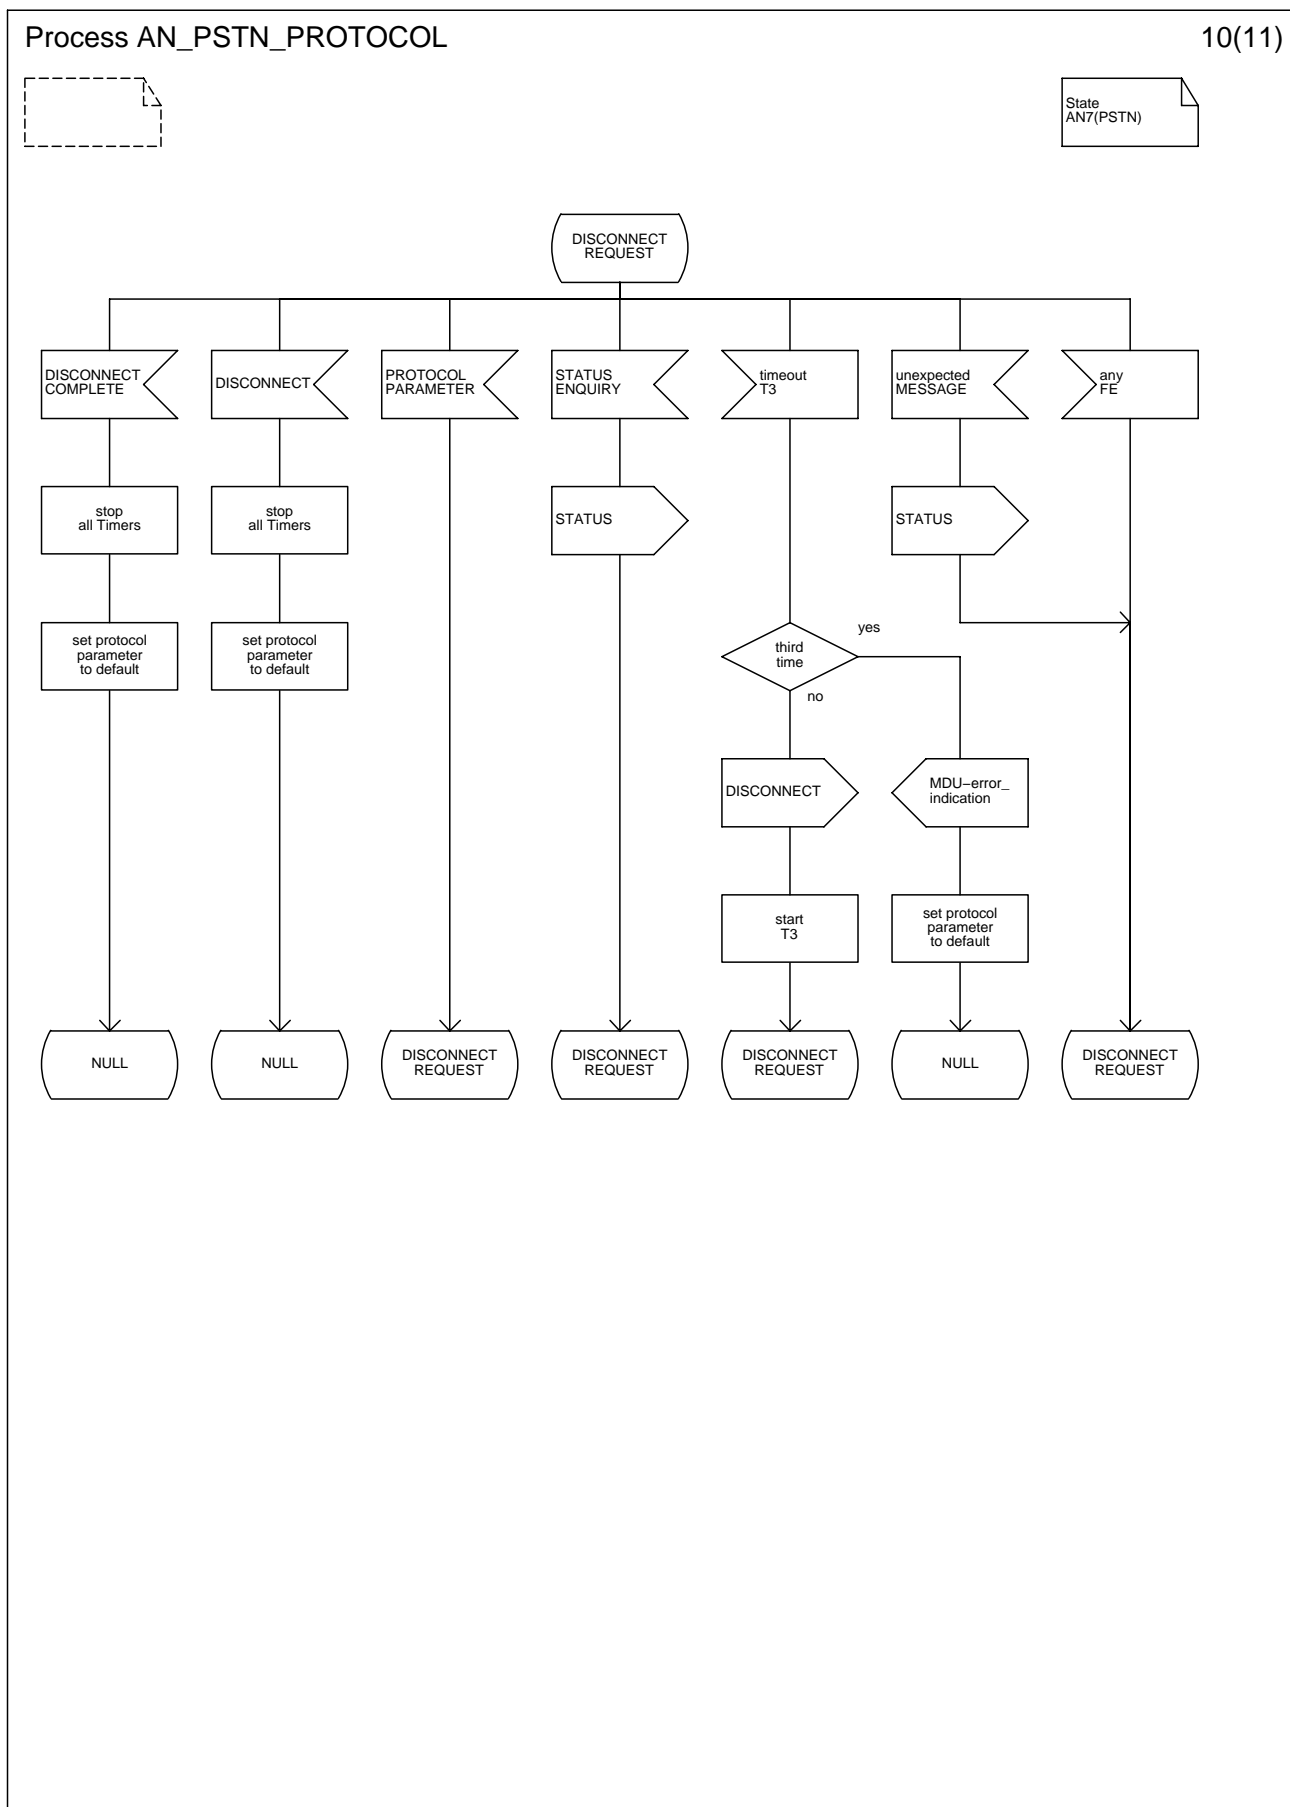 Process AN_PSTN_PROTOCOL
10(11)
State
AN7(PSTN)
DISCONNECT
REQUEST
DISCONNECT
COMPLETE
DISCONNECT
PROTOCOL
PARAMETER
STATUS
ENQUIRY
timeout
T3
unexpected
MESSAGE
any
FE
stop
all Timers
stop
all Timers
STATUS
STATUS
set protocol
parameter
to default
set protocol
parameter
to default
third
time
yes
no
DISCONNECT
MDU−error_
indication
start
T3
set protocol
parameter
to default
NULL
NULL
DISCONNECT
REQUEST
DISCONNECT
REQUEST
DISCONNECT
REQUEST
NULL
DISCONNECT
REQUEST